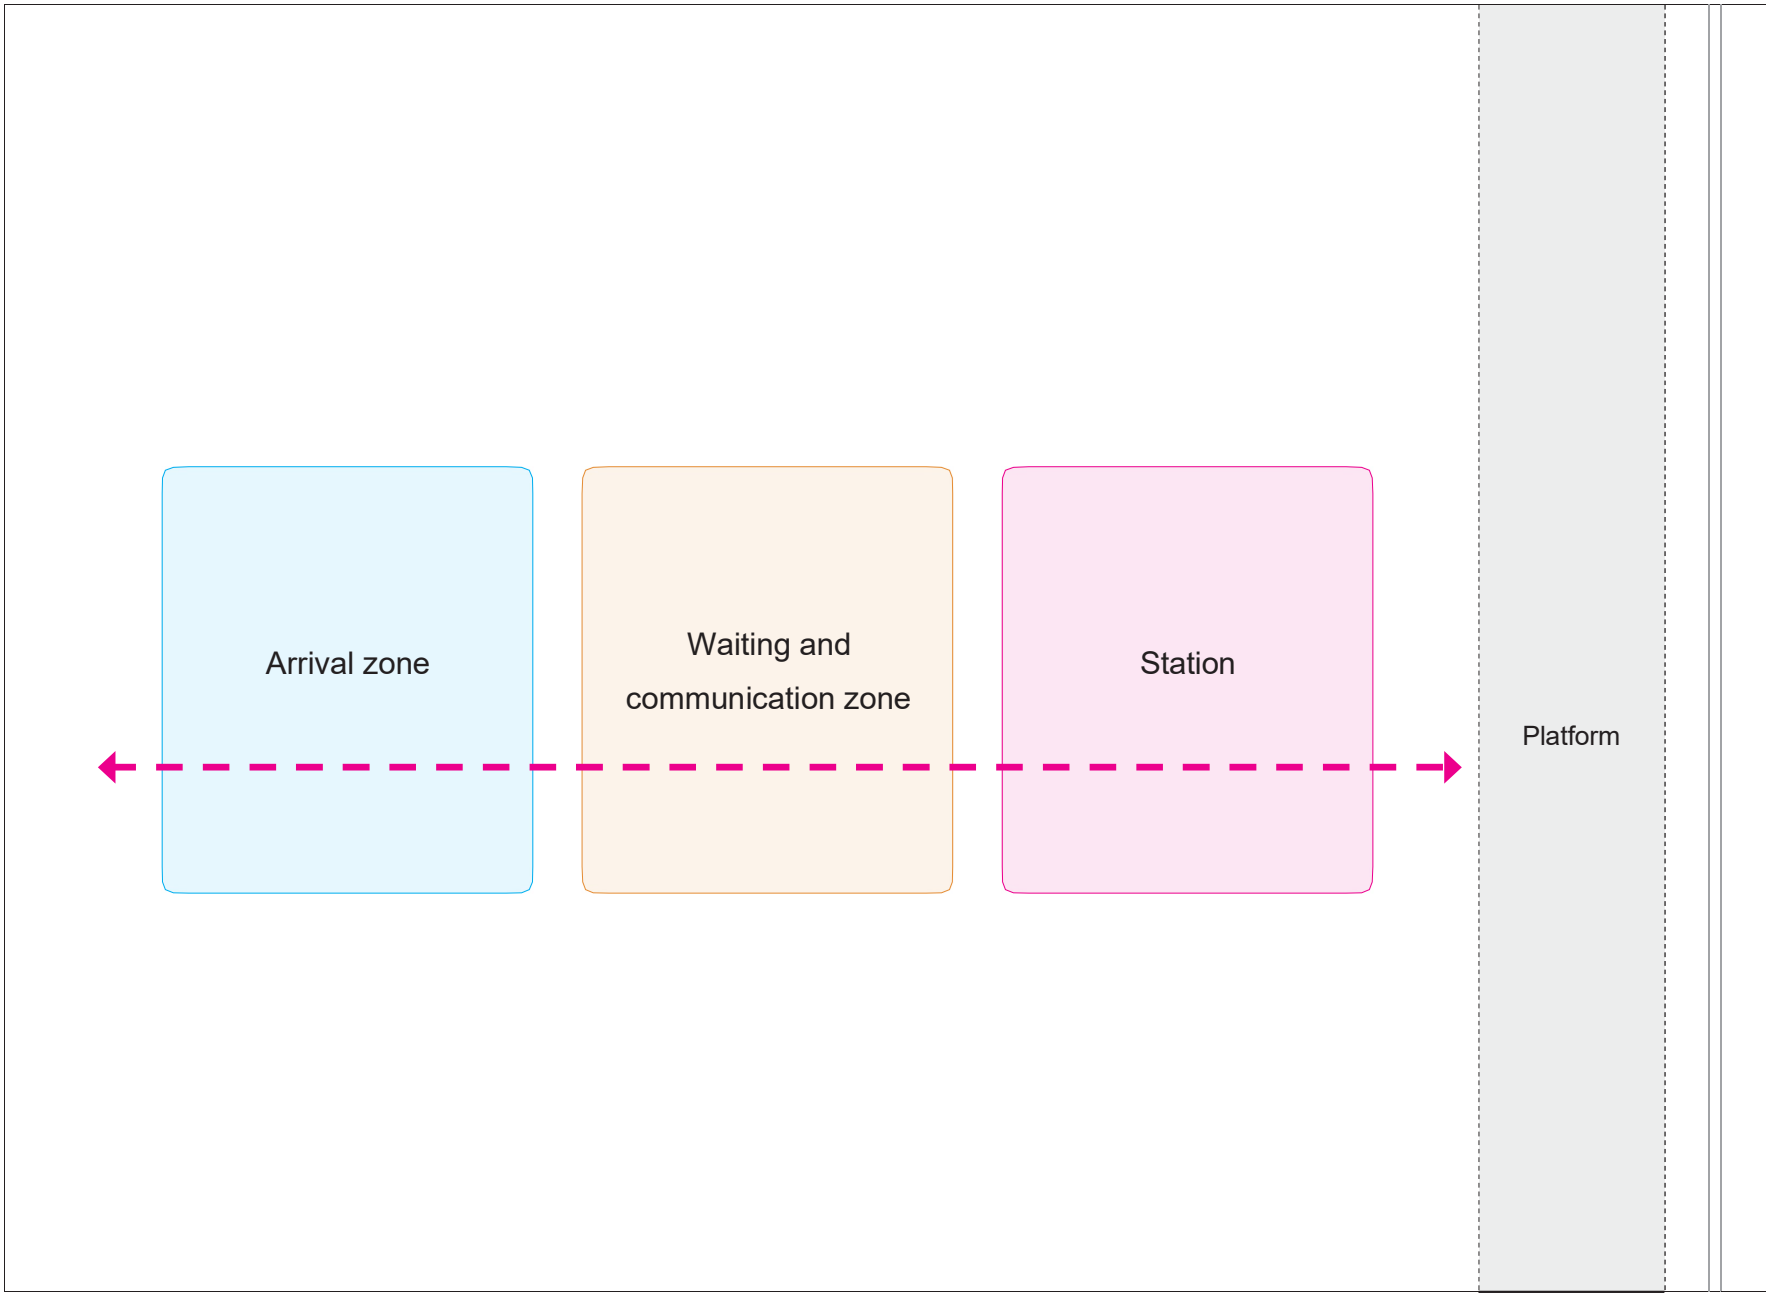 Arrival zone
Waiting and
communication zone
Station
Platform